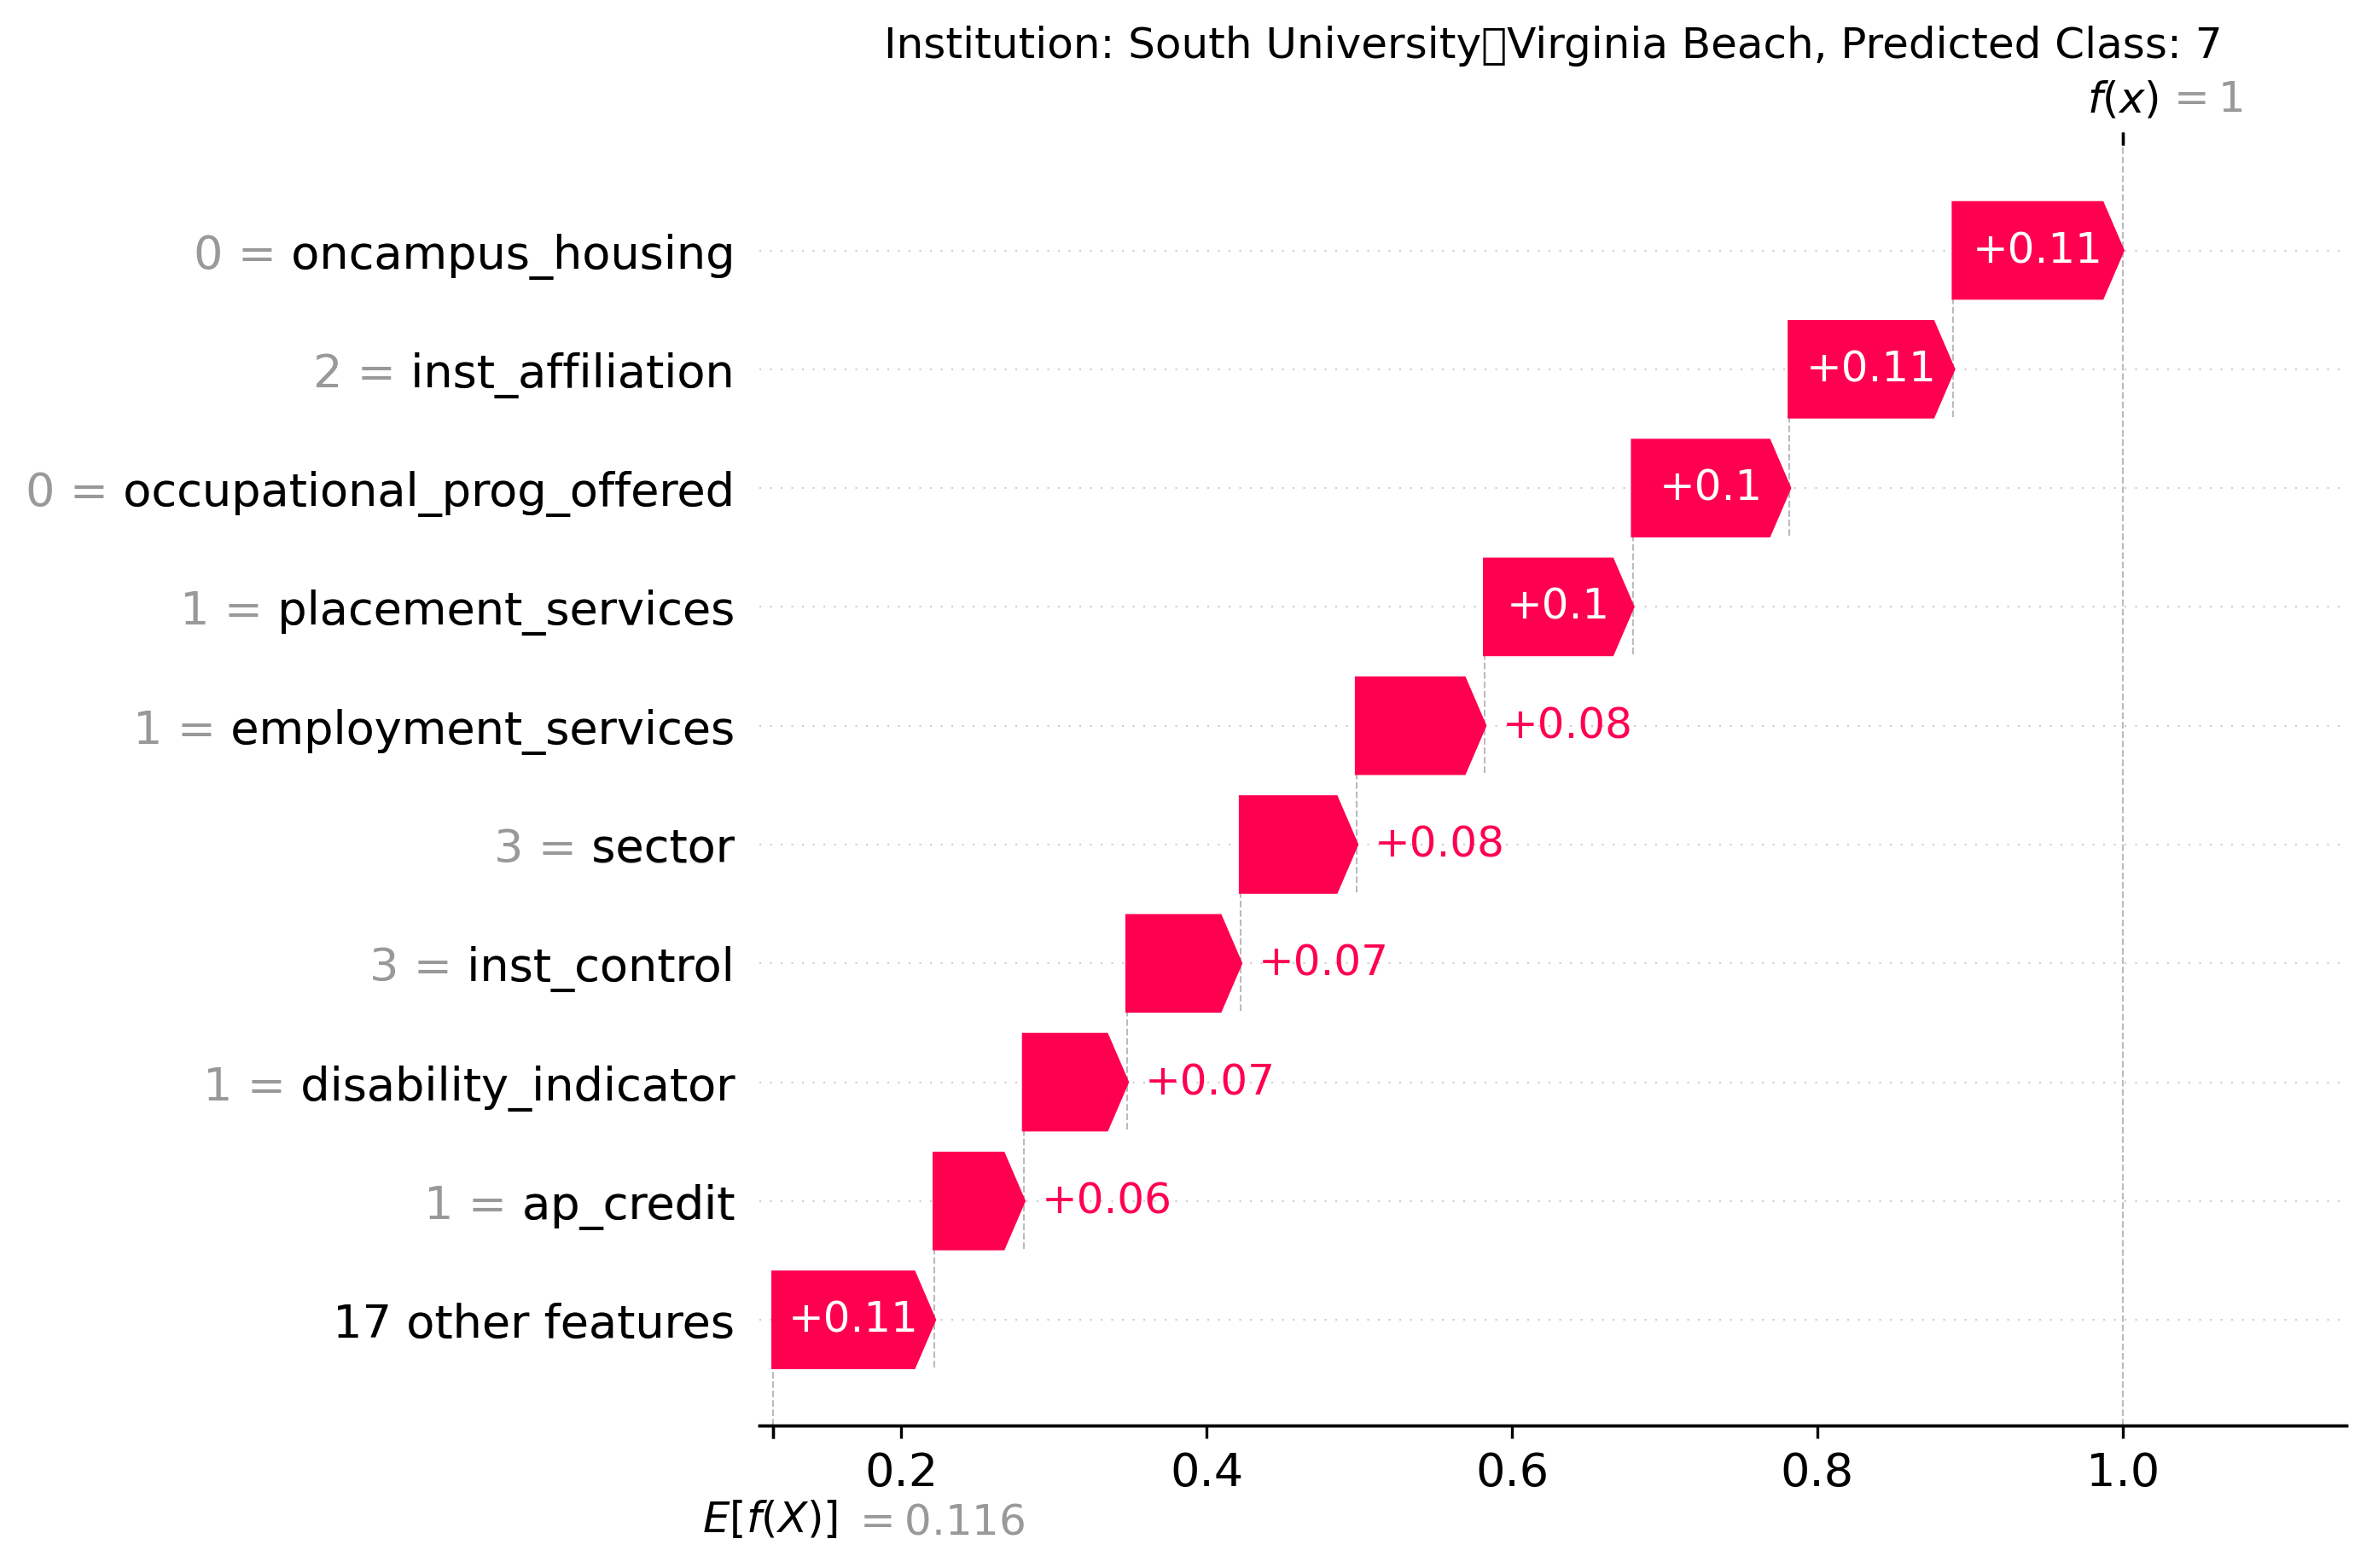 Institution: South University▯Virginia Beach, Predicted Class: 7
f(x) = 1
0 = oncampus_housing +0.11
2 = inst_affiliation +0.11
0 = occupational_prog_offered +0.1
1 = placement_services +0.1
1 = employment_services +0.08
3 = sector +0.08
3 = inst_control +0.07
1 = disability_indicator +0.07
1 = ap_credit +0.06
17 other features +0.11
0.2 0.4 0.6 0.8 1.0
E[f(X)] = 0.116